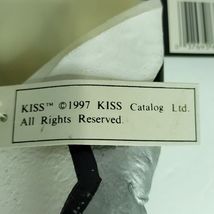 KISS™ ©1997 KISS Catalog Ltd.
All Rights Reserved.